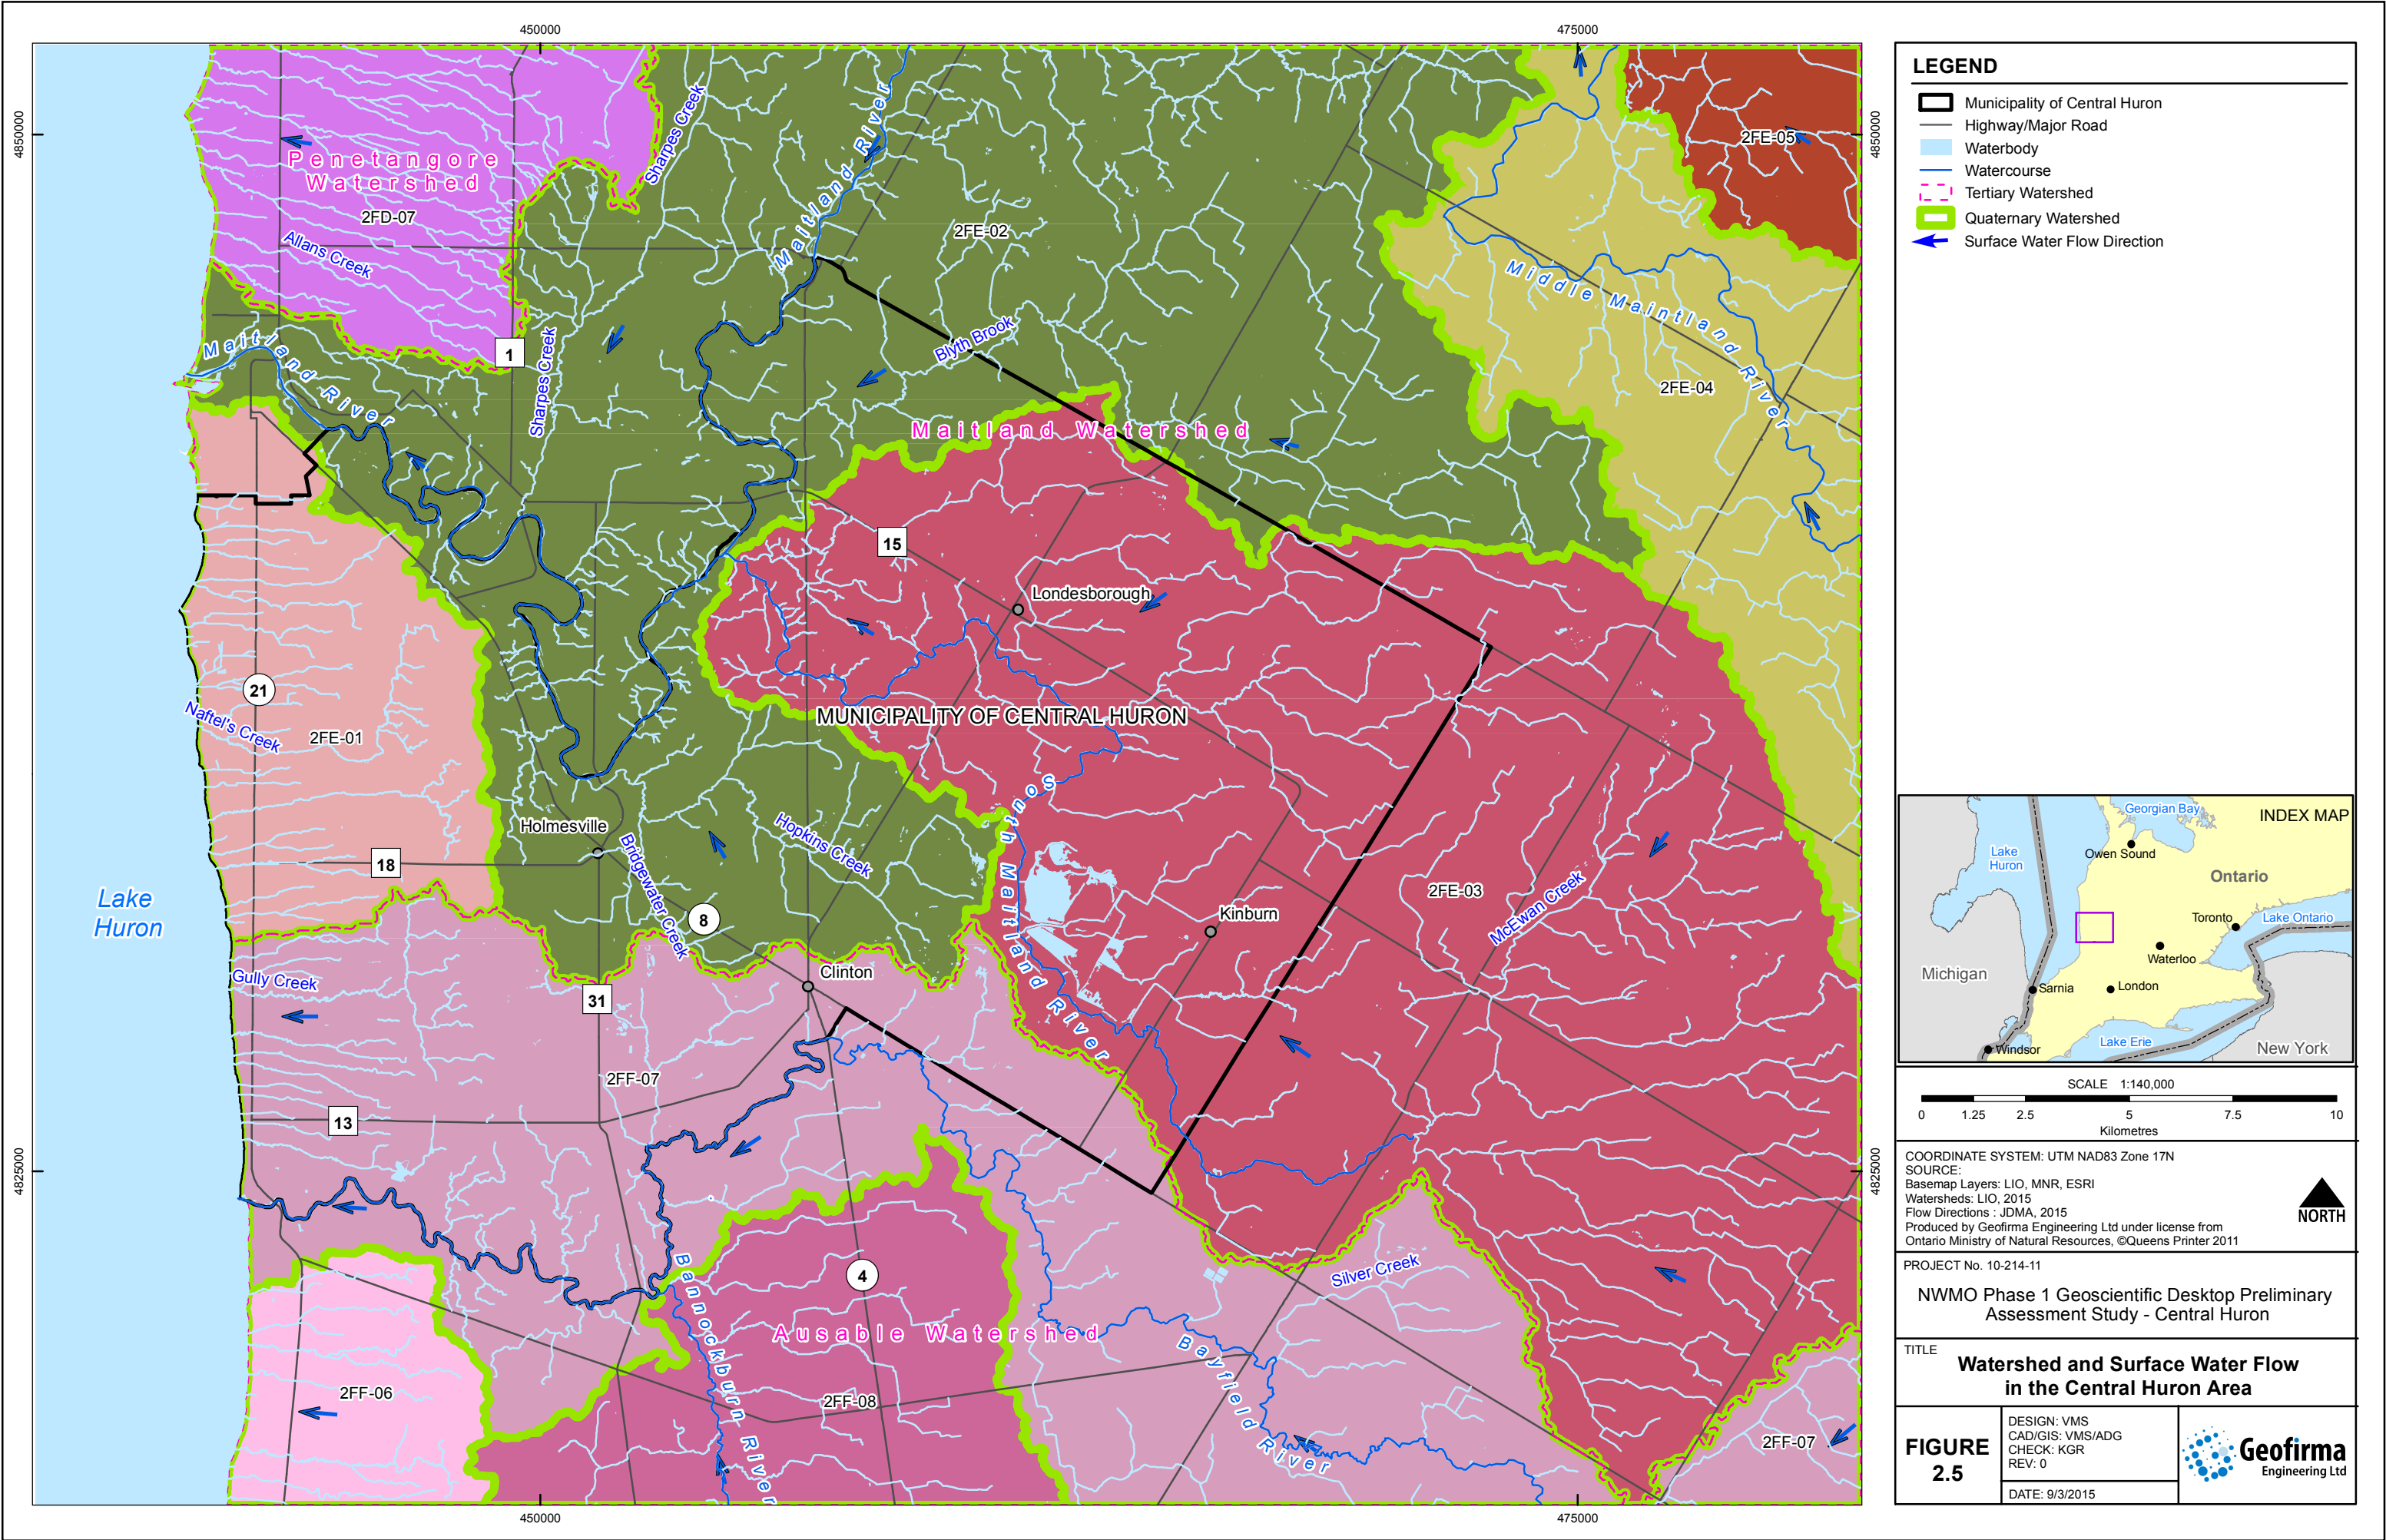 450000
475000
4850000
4850000
4825000
4825000
450000
475000
Penetangore
Watershed
2FD-07
Allans Creek
Sharpes Creek
Maitland River
2FE-02
2FE-05
Middle Maintland River
2FE-04
Maitland River
1
Sharpes Creek
Blyth Brook
Maitland Watershed
15
Londesborough
21
Naftel's Creek
2FE-01
MUNICIPALITY OF CENTRAL HURON
South Maitland River
Holmesville
Bridgewater Creek
Hopkins Creek
18
8
Lake
Huron
2FE-03
McEwan Creek
Kinburn
Clinton
Gully Creek
31
2FF-07
13
Silver Creek
4
Ausable Watershed
Bannockburn River
Bayfield River
2FF-06
2FF-08
2FF-07
LEGEND
Municipality of Central Huron
Highway/Major Road
Waterbody
Watercourse
Tertiary Watershed
Quaternary Watershed
Surface Water Flow Direction
INDEX MAP
Georgian Bay
Lake
Huron
Owen Sound
Ontario
Toronto
Lake Ontario
Waterloo
Michigan
Sarnia
London
Lake Erie
Windsor
New York
SCALE 1:140,000
0 1.25 2.5 5 7.5 10
Kilometres
COORDINATE SYSTEM: UTM NAD83 Zone 17N
SOURCE:
Basemap Layers: LIO, MNR, ESRI
Watersheds: LIO, 2015
Flow Directions : JDMA, 2015
Produced by Geofirma Engineering Ltd under license from
Ontario Ministry of Natural Resources, ©Queens Printer 2011
NORTH
PROJECT No. 10-214-11
NWMO Phase 1 Geoscientific Desktop Preliminary
Assessment Study - Central Huron
TITLE
Watershed and Surface Water Flow
in the Central Huron Area
FIGURE
2.5
DESIGN: VMS
CAD/GIS: VMS/ADG
CHECK: KGR
REV: 0
DATE: 9/3/2015
Geofirma
Engineering Ltd